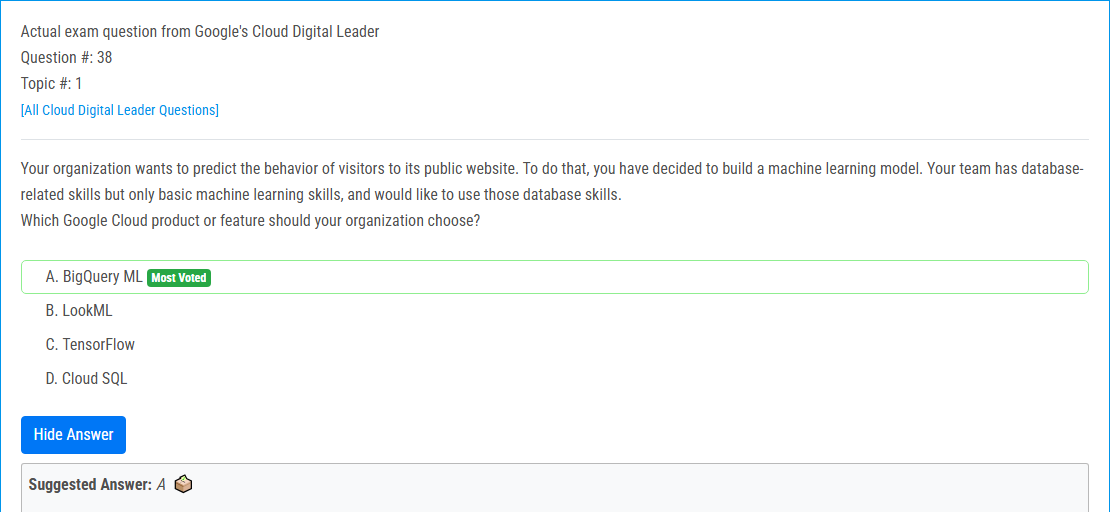 Actual exam question from Google's Cloud Digital Leader
Question #: 38
Topic #: 1
[All Cloud Digital Leader Questions]
Your organization wants to predict the behavior of visitors to its public website. To do that, you have decided to build a machine learning model. Your team has database-
related skills but only basic machine learning skills, and would like to use those database skills.
Which Google Cloud product or feature should your organization choose?
A. BigQuery ML Most Voted
B. LookML
C. TensorFlow
D. Cloud SQL
Hide Answer
Suggested Answer: A